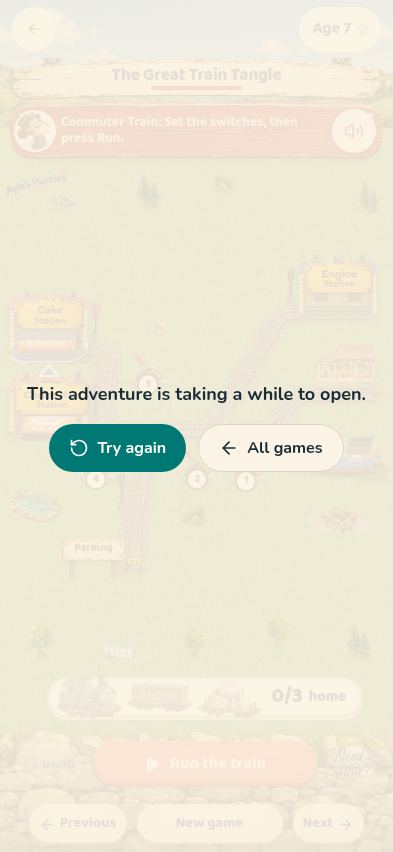 Age 7
The Great Train Tangle
Commuter Train: Set the switches, then
press Run.
Ayla's Puzzles
Engine
Station
Cake
Station
3
Station
This adventure is taking a while to open.
Try again
All games
4
2
1
Parking
0/3 home
Undo
Run the train
Need a
hint?
Previous
New game
Next